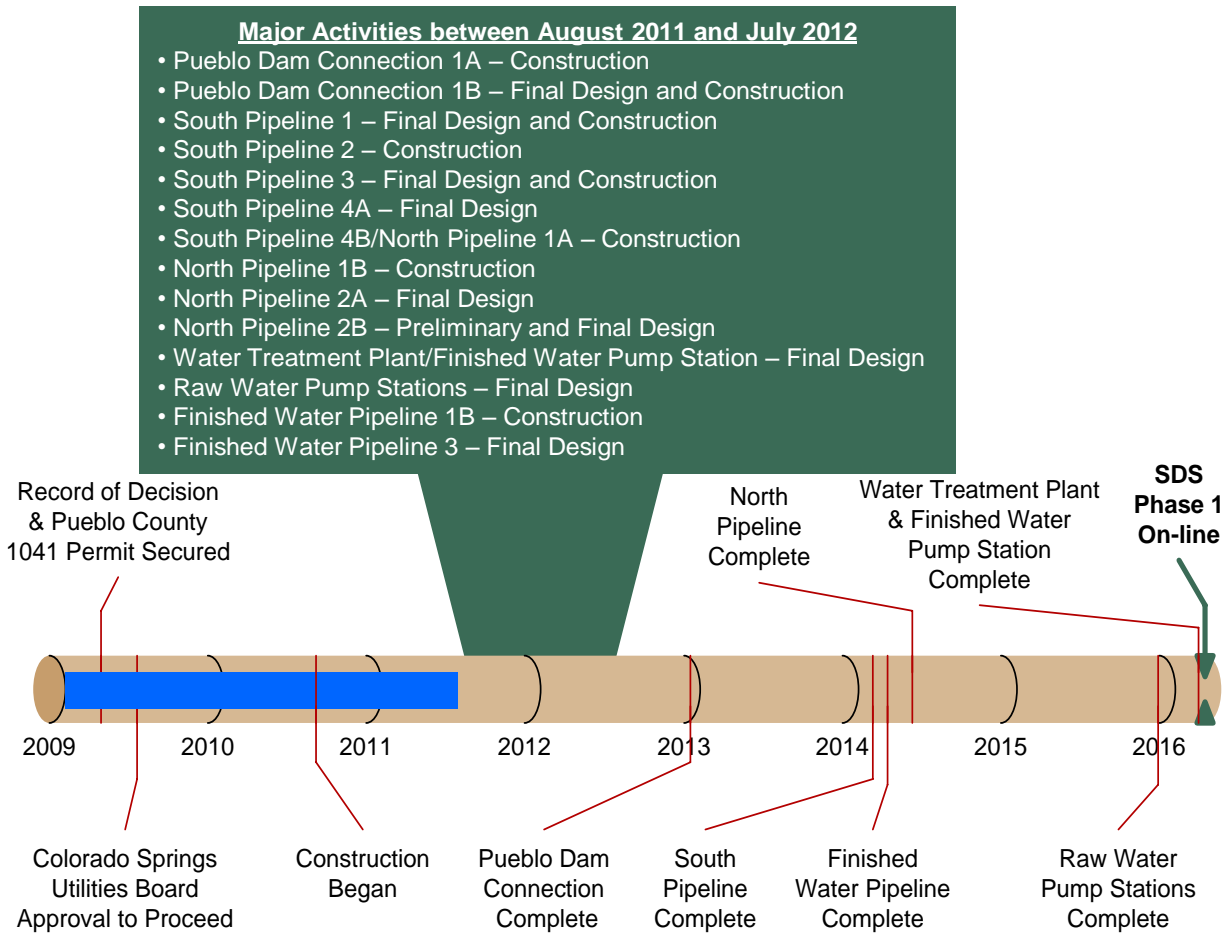 Major Activities between August 2011 and July 2012
• Pueblo Dam Connection 1A – Construction
• Pueblo Dam Connection 1B – Final Design and Construction
• South Pipeline 1 – Final Design and Construction
• South Pipeline 2 – Construction
• South Pipeline 3 – Final Design and Construction
• South Pipeline 4A – Final Design
• South Pipeline 4B/North Pipeline 1A – Construction
• North Pipeline 1B – Construction
• North Pipeline 2A – Final Design
• North Pipeline 2B – Preliminary and Final Design
• Water Treatment Plant/Finished Water Pump Station – Final Design
• Raw Water Pump Stations – Final Design
• Finished Water Pipeline 1B – Construction
• Finished Water Pipeline 3 – Final Design
Record of Decision
& Pueblo County
1041 Permit Secured
North
Pipeline
Complete
Water Treatment Plant
& Finished Water
Pump Station
Complete
SDS
Phase 1
On-line
2009
2010
2011
2012
2013
2014
2015
2016
Colorado Springs
Utilities Board
Approval to Proceed
Construction
Began
Pueblo Dam
Connection
Complete
South
Pipeline
Complete
Finished
Water Pipeline
Complete
Raw Water
Pump Stations
Complete